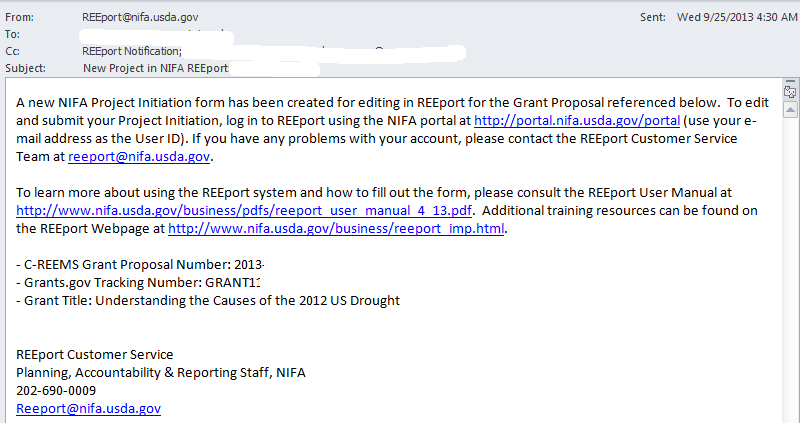 From: REEport@nifa.usda.gov Sent: Wed 9/25/2013 4:30 AM
To:
Cc: REEport Notification;
Subject: New Project in NIFA REEport
A new NIFA Project Initiation form has been created for editing in REEport for the Grant Proposal referenced below. To edit
and submit your Project Initiation, log in to REEport using the NIFA portal at http://portal.nifa.usda.gov/portal (use your e-
mail address as the User ID). If you have any problems with your account, please contact the REEport Customer Service
Team at reeport@nifa.usda.gov.
To learn more about using the REEport system and how to fill out the form, please consult the REEport User Manual at
http://www.nifa.usda.gov/business/pdfs/reeport_user_manual_4_13.pdf. Additional training resources can be found on
the REEport Webpage at http://www.nifa.usda.gov/business/reeport_imp.html.
- C-REEMS Grant Proposal Number: 2013-
- Grants.gov Tracking Number: GRANT11
- Grant Title: Understanding the Causes of the 2012 US Drought
REEport Customer Service
Planning, Accountability & Reporting Staff, NIFA
202-690-0009
Reeport@nifa.usda.gov